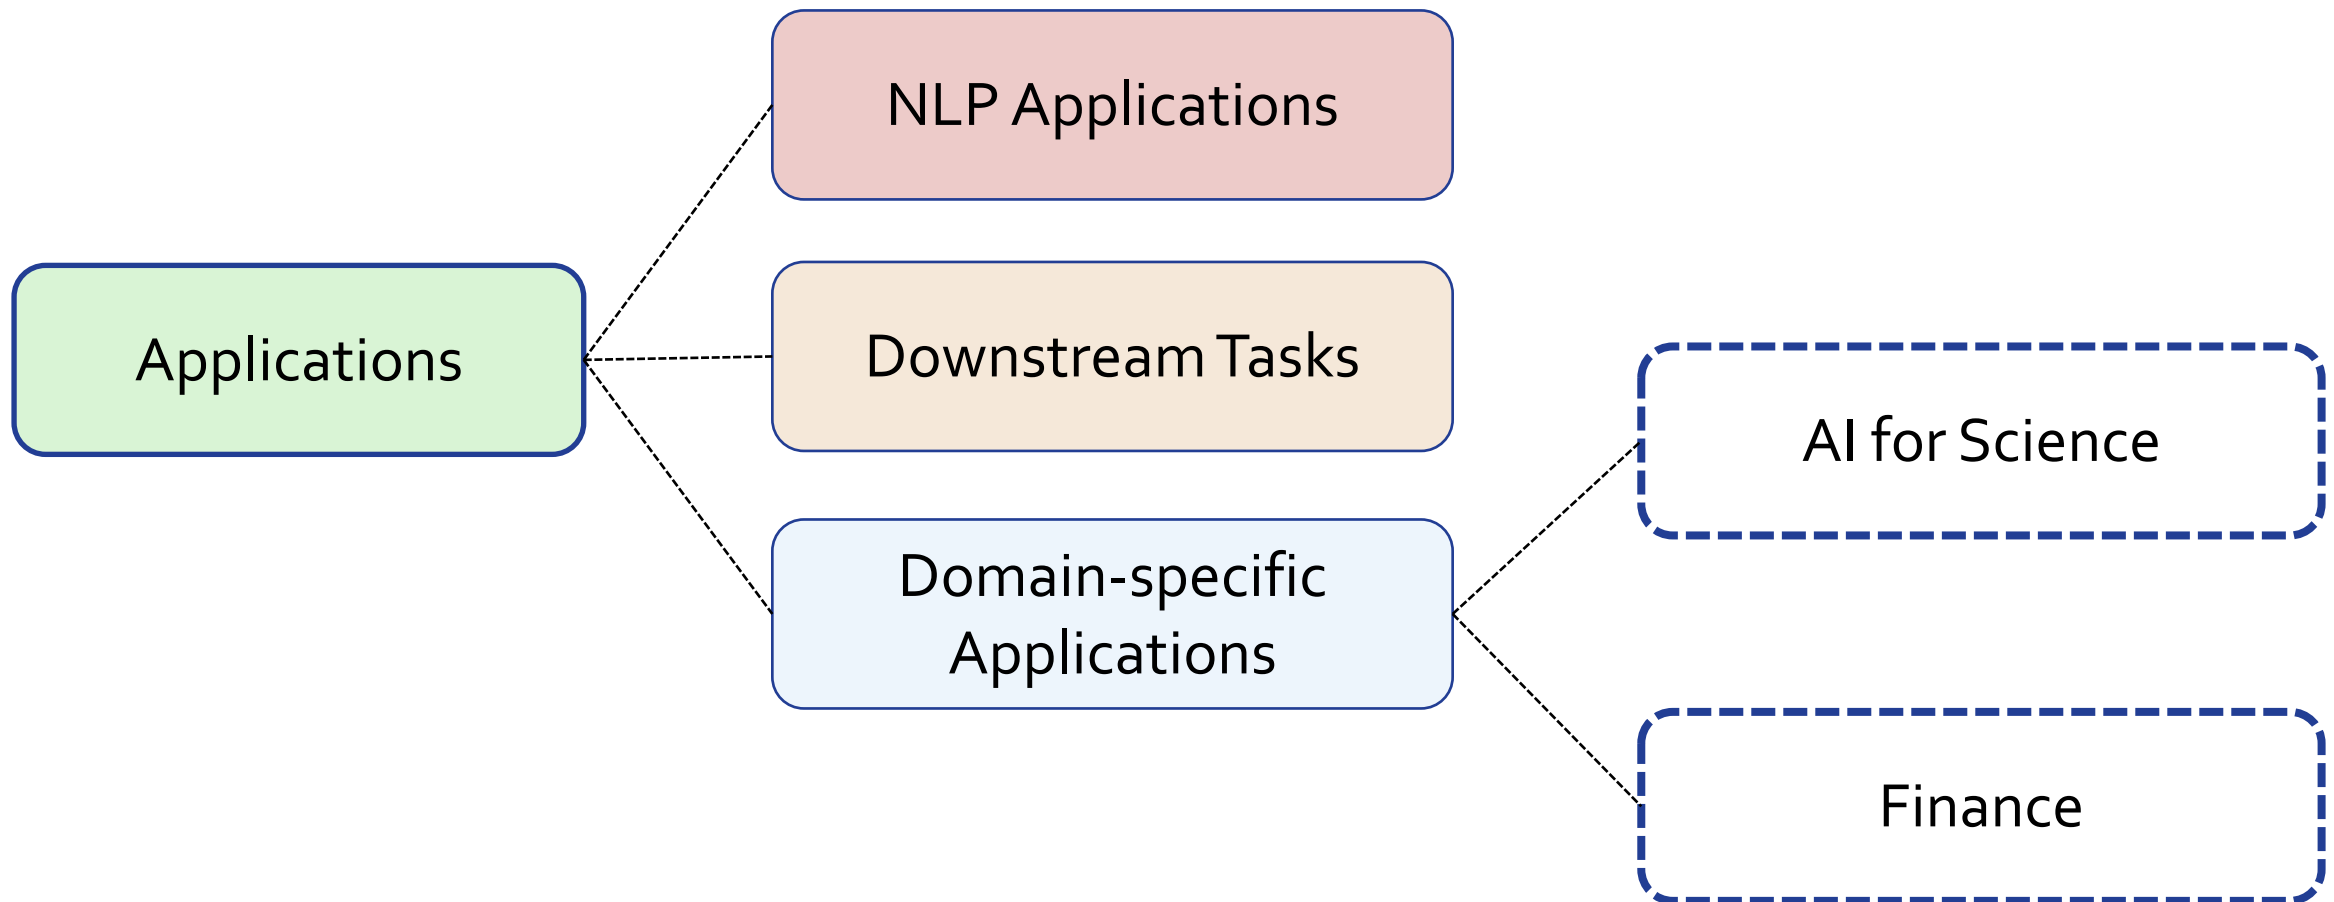 NLP Applications
Applications
Downstream Tasks
AI for Science
Domain-specific
Applications
Finance